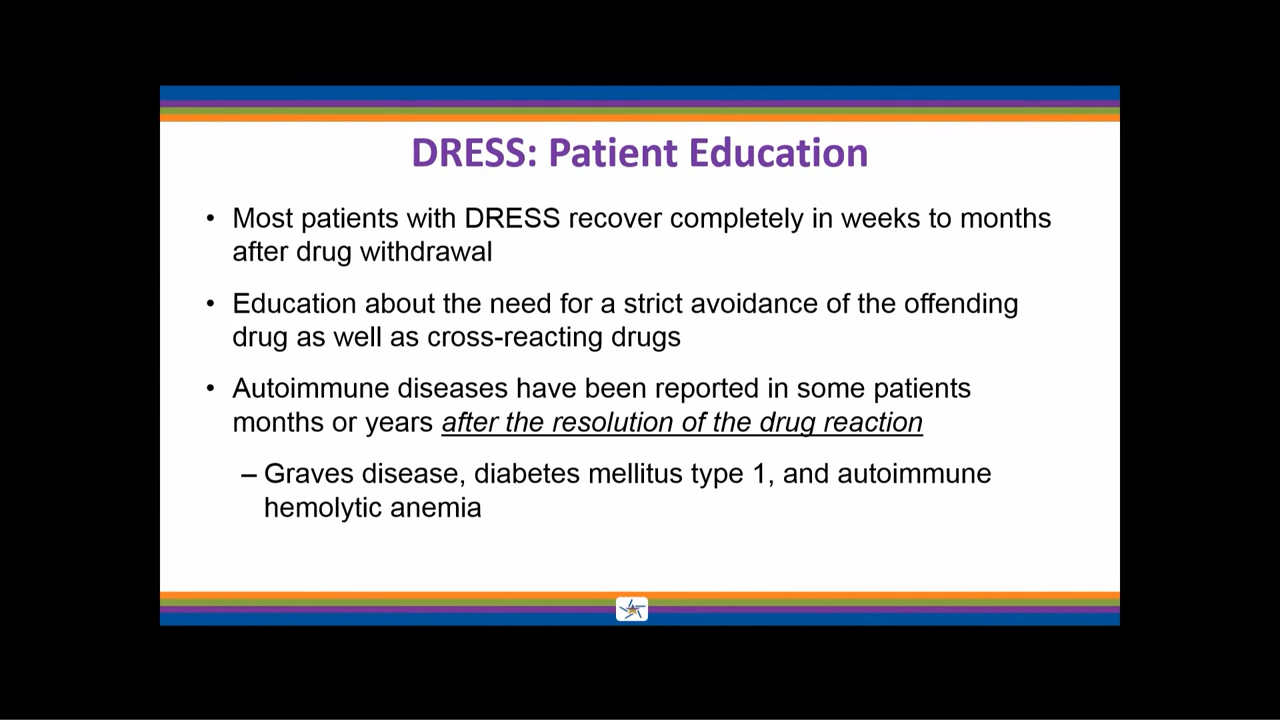 DRESS: Patient Education
• Most patients with DRESS recover completely in weeks to months
after drug withdrawal
• Education about the need for a strict avoidance of the offending
drug as well as cross-reacting drugs
• Autoimmune diseases have been reported in some patients
months or years after the resolution of the drug reaction
– Graves disease, diabetes mellitus type 1, and autoimmune
hemolytic anemia